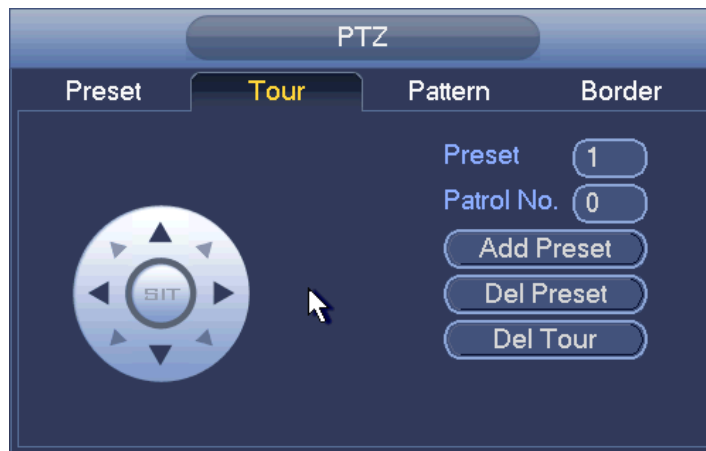 PTZ
Preset Tour Pattern Border
Preset 1
Patrol No. 0
Add Preset
SIT
Del Preset
Del Tour